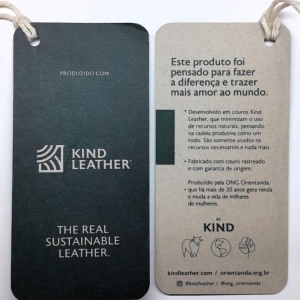 PRODUZIDO COM
KIND
LEATHER
THE REAL
SUSTAINABLE
LEATHER.
Este produto foi
pensado para fazer
a diferença e trazer
mais amor ao mundo.
• Desenvolvido em couros Kind
Leather, que minimizam o uso
de recursos naturais, pensando
na cadeia produtiva como um
todo. São somente usados os
recursos necessários e nada mais.
• Fabricado com couro rastreado
e com garantia de origem.
Produzido pela ONG Orientavida,
que há mais de 20 anos gera renda
e muda a vida de milhares
de mulheres.
BY
KIND
kindleather.com / orientavida.org.br
@kindleather / @ong_orientavida